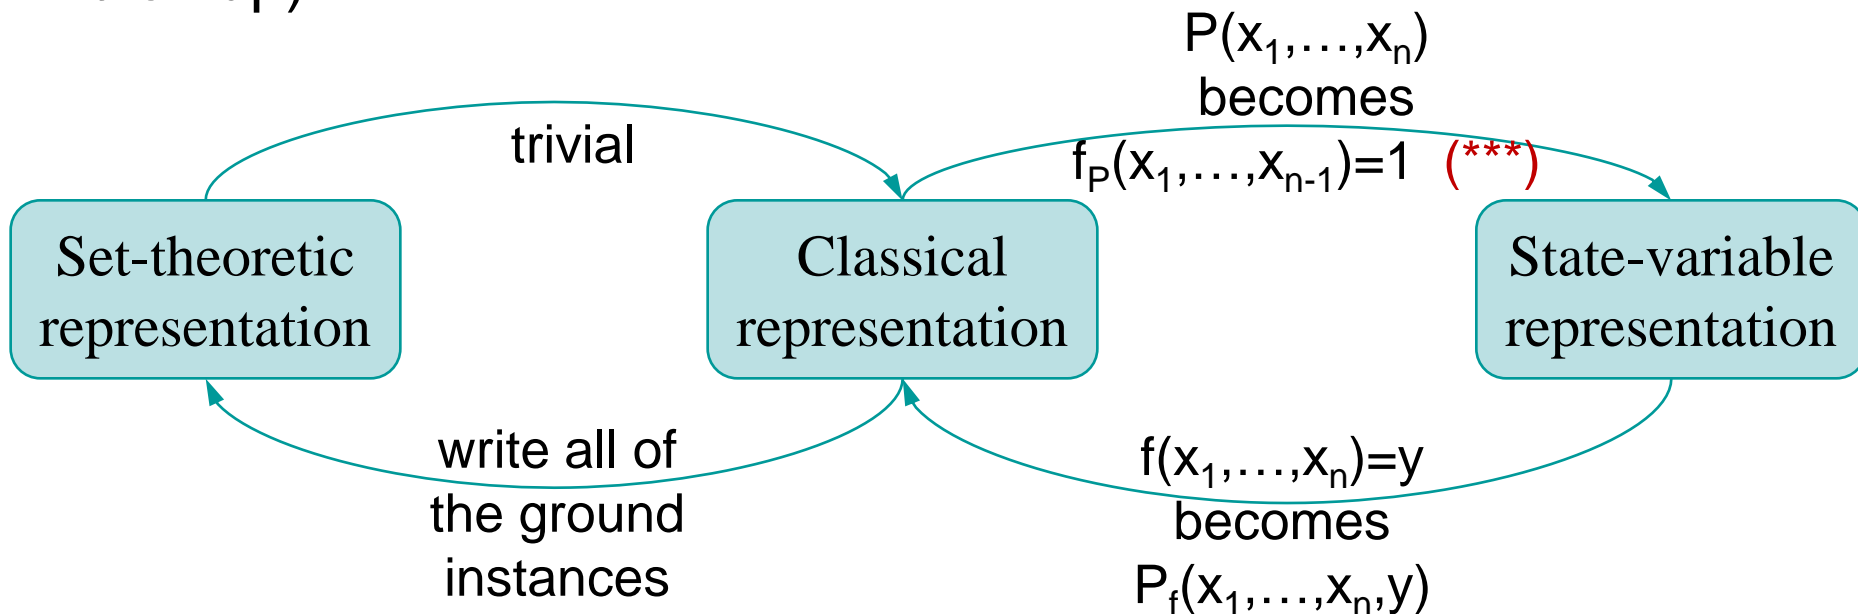 P(x₁,…,xₙ)
becomes
fₚ(x₁,…,xₙ₋₁)=1 (***)
trivial
Set-theoretic
representation
Classical
representation
State-variable
representation
write all of
the ground
instances
f(x₁,…,xₙ)=y
becomes
P_f(x₁,…,xₙ,y)